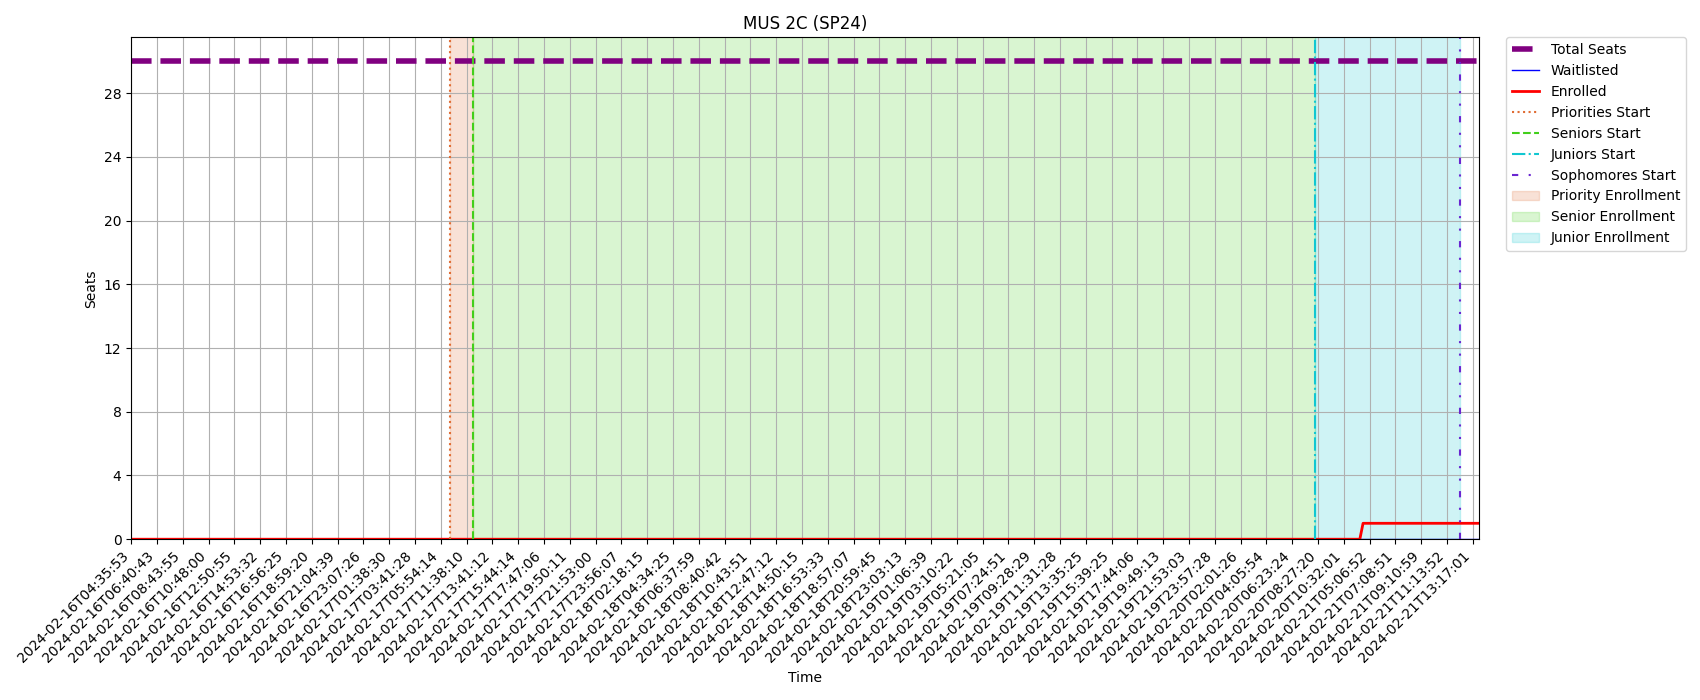 MUS 2C (SP24)
Seats
28
24
20
16
12
8
4
0
2024-02-16T04:35:53
2024-02-16T06:40:43
2024-02-16T08:43:55
2024-02-16T10:48:00
2024-02-16T12:50:55
2024-02-16T14:53:32
2024-02-16T16:56:25
2024-02-16T18:59:20
2024-02-16T21:04:39
2024-02-16T23:07:26
2024-02-17T01:38:30
2024-02-17T03:41:28
2024-02-17T05:54:14
2024-02-17T11:38:10
2024-02-17T13:41:12
2024-02-17T15:44:14
2024-02-17T17:47:06
2024-02-17T19:50:11
2024-02-17T21:53:00
2024-02-17T23:56:07
2024-02-18T02:18:15
2024-02-18T04:34:25
2024-02-18T06:37:59
2024-02-18T08:40:42
2024-02-18T10:43:51
2024-02-18T12:47:12
2024-02-18T14:50:15
2024-02-18T16:53:33
2024-02-18T18:57:07
2024-02-18T20:59:45
2024-02-18T23:03:13
2024-02-19T01:06:39
2024-02-19T03:10:22
2024-02-19T05:21:05
2024-02-19T07:24:51
2024-02-19T09:28:29
2024-02-19T11:31:28
2024-02-19T13:35:25
2024-02-19T15:39:25
2024-02-19T17:44:06
2024-02-19T19:49:13
2024-02-19T21:53:03
2024-02-19T23:57:28
2024-02-20T02:01:26
2024-02-20T04:05:54
2024-02-20T06:23:24
2024-02-20T08:27:20
2024-02-20T10:32:01
2024-02-21T05:06:52
2024-02-21T07:08:51
2024-02-21T09:10:59
2024-02-21T11:13:52
2024-02-21T13:17:01
Time
Total Seats
Waitlisted
Enrolled
Priorities Start
Seniors Start
Juniors Start
Sophomores Start
Priority Enrollment
Senior Enrollment
Junior Enrollment